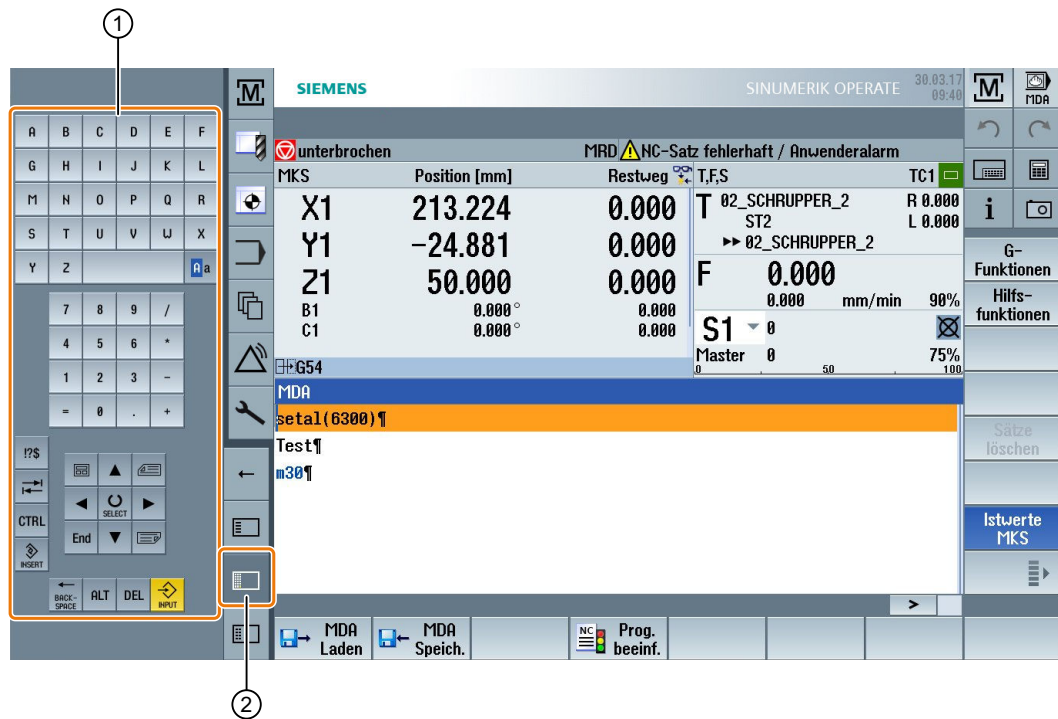 1
SIEMENS
SINUMERIK OPERATE
30.03.17
09:40
M
M
MDA
A B C D E F
G H I J K L
M N O P Q R
S T U V W X
Y Z Aa
7 8 9 /
4 5 6 *
1 2 3 -
= 0 . +
!?$
SELECT
CTRL
End
INSERT
BACK-
SPACE
ALT DEL INPUT
unterbrochen MRD NC-Satz fehlerhaft / Anwenderalarm
MKS Position [mm] Restweg
X1 213.224 0.000
Y1 -24.881 0.000
Z1 50.000 0.000
B1 0.000° 0.000
C1 0.000° 0.000
G54
T,F,S TC1
T 02_SCHRUPPER_2 R 0.000
ST2 L 0.000
▸▸ 02_SCHRUPPER_2
F 0.000
0.000 mm/min 90%
S1 0
Master 0 75%
0 50 100
MDA
setal(6300)¶
Test¶
m30¶
i
G-
Funktionen
Hilfs-
funktionen
Sätze
löschen
Istwerte
MKS
>
MDA
Laden
MDA
Speich.
NC
Prog.
beeinf.
2